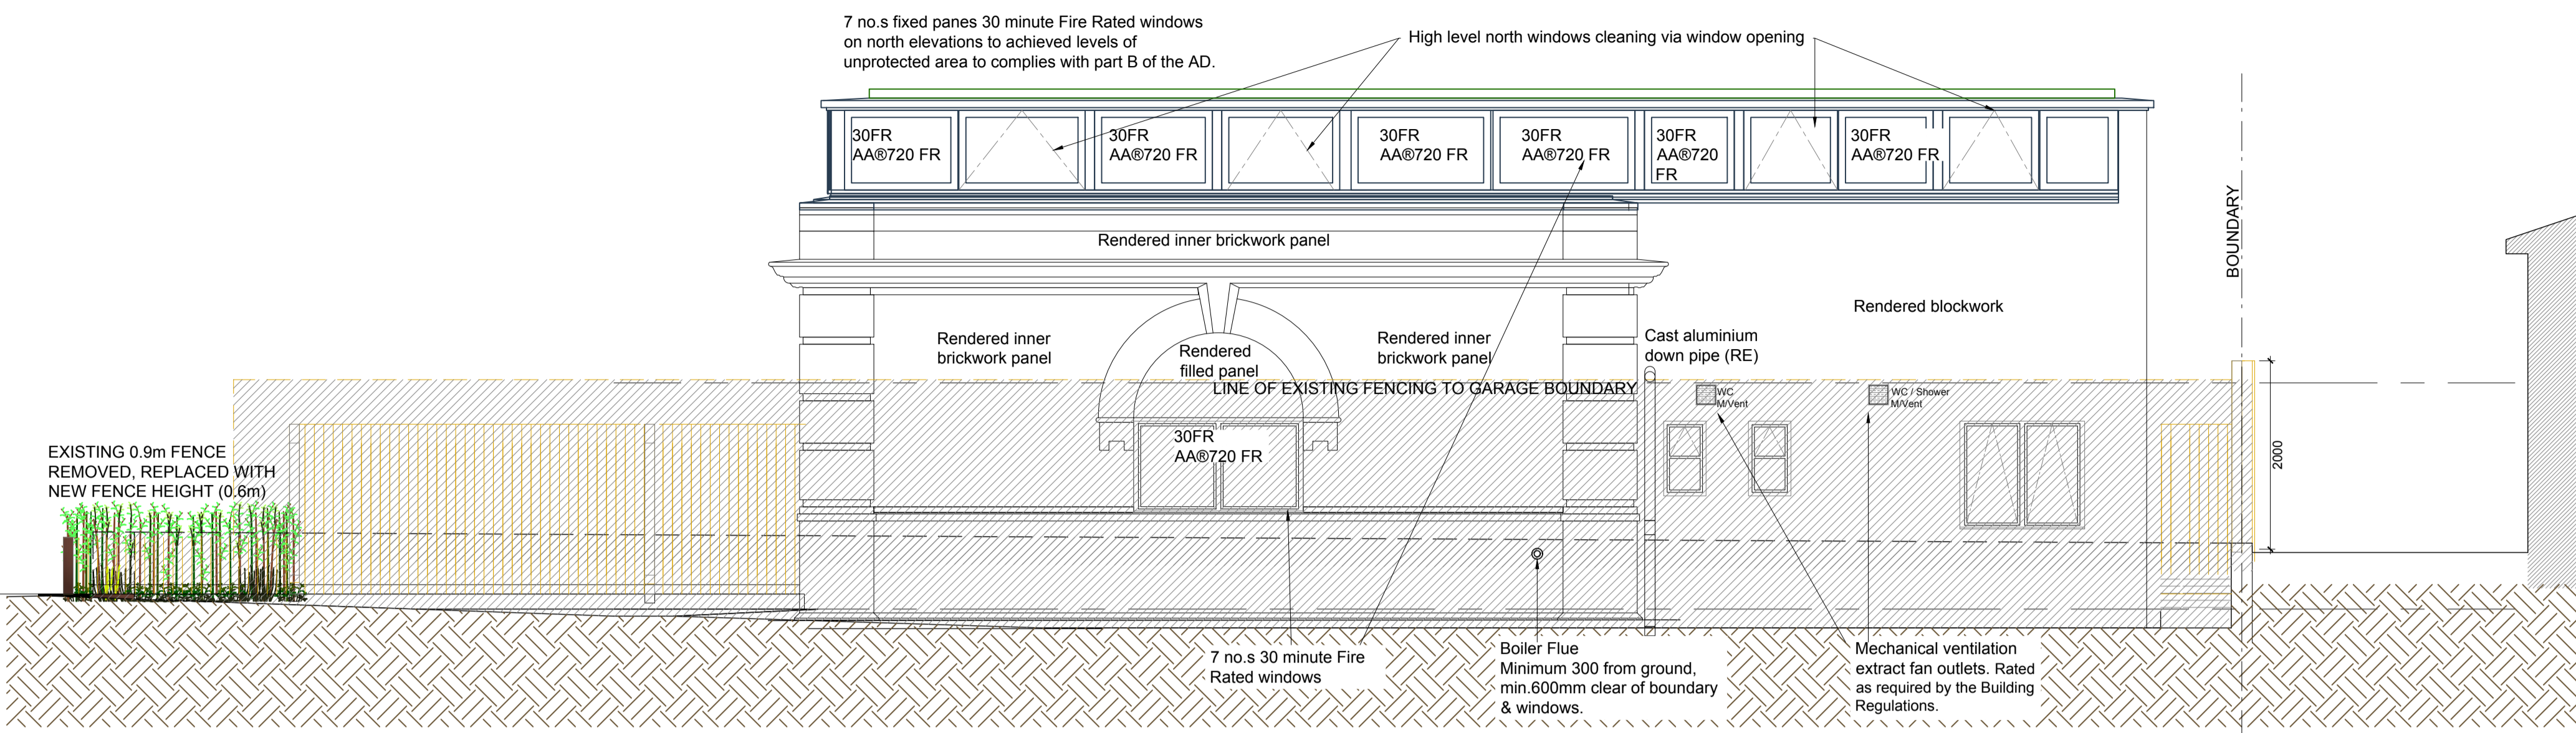 7 no.s fixed panes 30 minute Fire Rated windows
on north elevations to achieved levels of
unprotected area to complies with part B of the AD.
High level north windows cleaning via window opening
30FR
AA®720 FR
30FR
AA®720 FR
30FR
AA®720 FR
30FR
AA®720 FR
30FR
AA®720
FR
30FR
AA®720 FR
BOUNDARY
Rendered inner brickwork panel
Rendered blockwork
Rendered inner
brickwork panel
Rendered
filled panel
Rendered inner
brickwork panel
Cast aluminium
down pipe (RE)
LINE OF EXISTING FENCING TO GARAGE BOUNDARY
WC
M/Vent
WC / Shower
M/Vent
30FR
AA®720 FR
EXISTING 0.9m FENCE
REMOVED, REPLACED WITH
NEW FENCE HEIGHT (0.6m)
2000
7 no.s 30 minute Fire
Rated windows
Boiler Flue
Minimum 300 from ground,
min.600mm clear of boundary
& windows.
Mechanical ventilation
extract fan outlets. Rated
as required by the Building
Regulations.